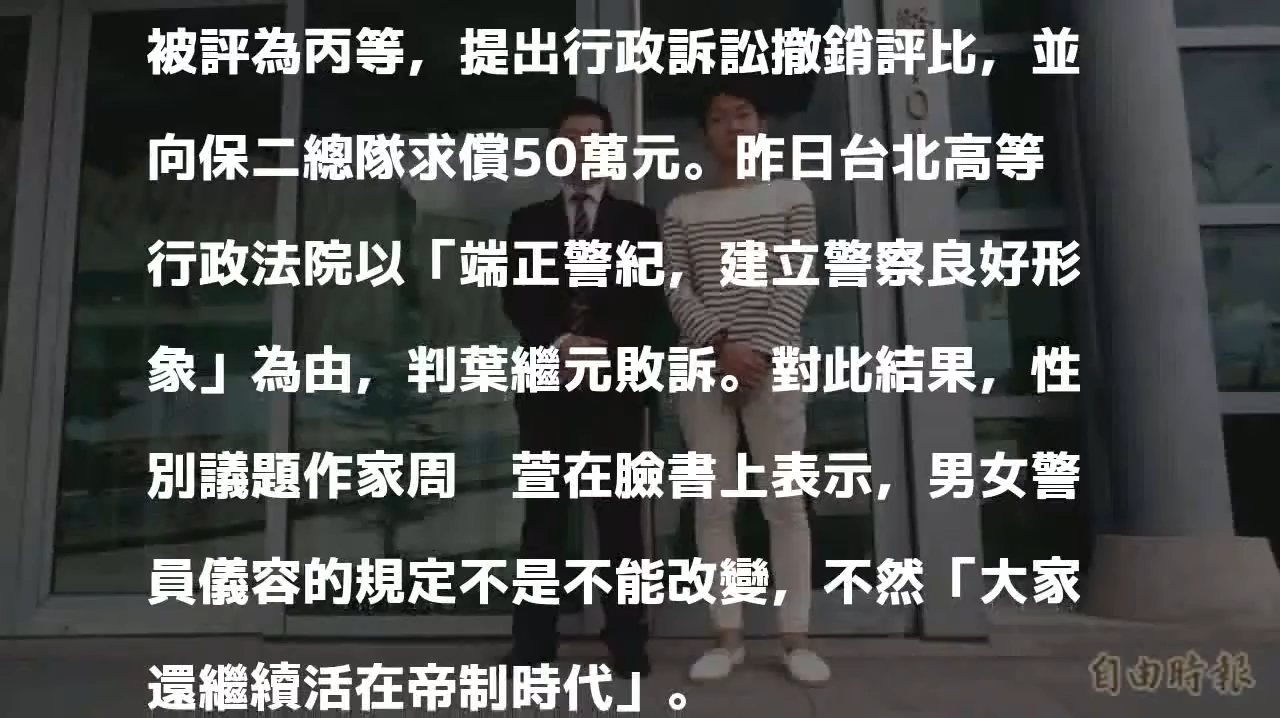 被評為丙等，提出行政訴訟撤銷評比，並
向保二總隊求償50萬元。昨日台北高等
行政法院以「端正警紀，建立警察良好形
象」為由，判葉繼元敗訴。對此結果，性
別議題作家周　萱在臉書上表示，男女警
員儀容的規定不是不能改變，不然「大家
還繼續活在帝制時代」。
自由時報